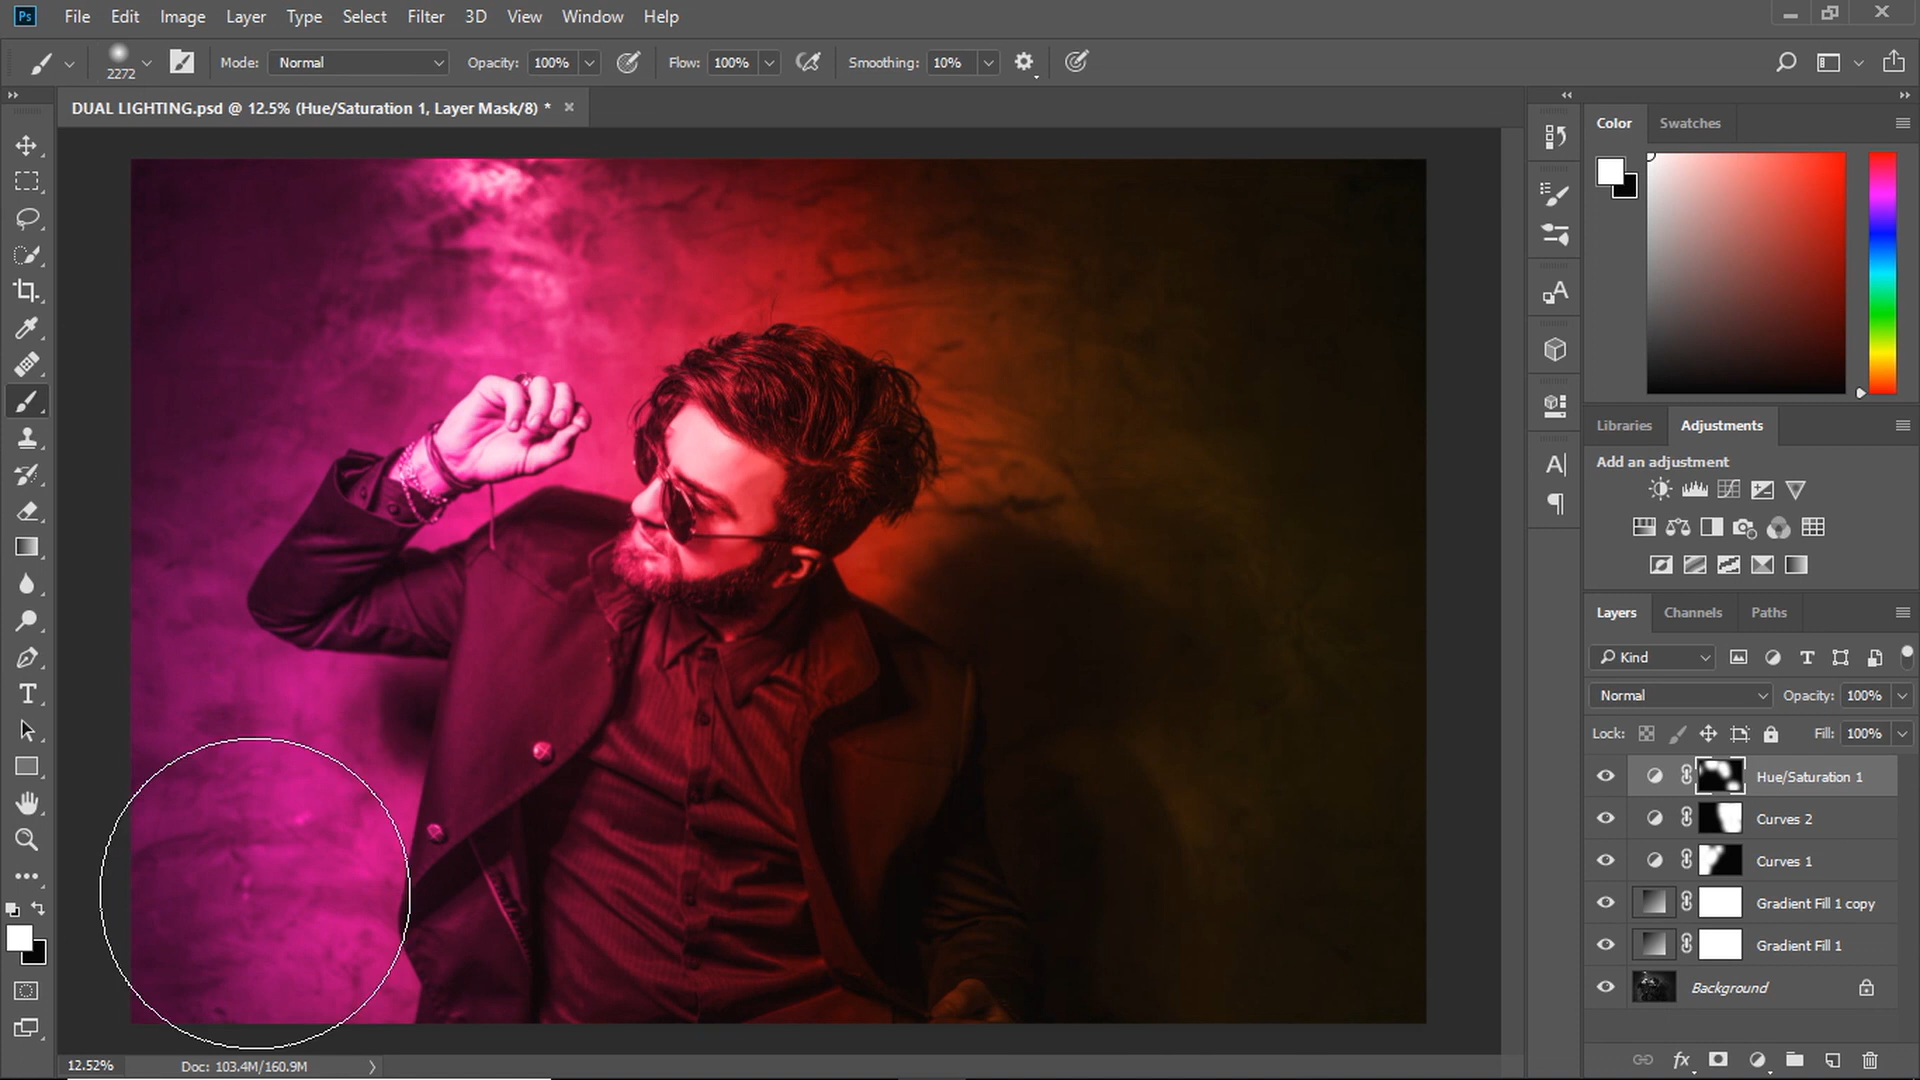 Ps File Edit Image Layer Type Select Filter 3D View Window Help
2272 Mode: Normal Opacity: 100% Flow: 100% Smoothing: 10%
DUAL LIGHTING.psd @ 12.5% (Hue/Saturation 1, Layer Mask/8) *
Color Swatches
Libraries Adjustments
Add an adjustment
Layers Channels Paths
Kind
Normal Opacity: 100%
Lock: Fill: 100%
Hue/Saturation 1
Curves 2
Curves 1
Gradient Fill 1 copy
Gradient Fill 1
Background
fx
12.52% Doc: 103.4M/160.9M